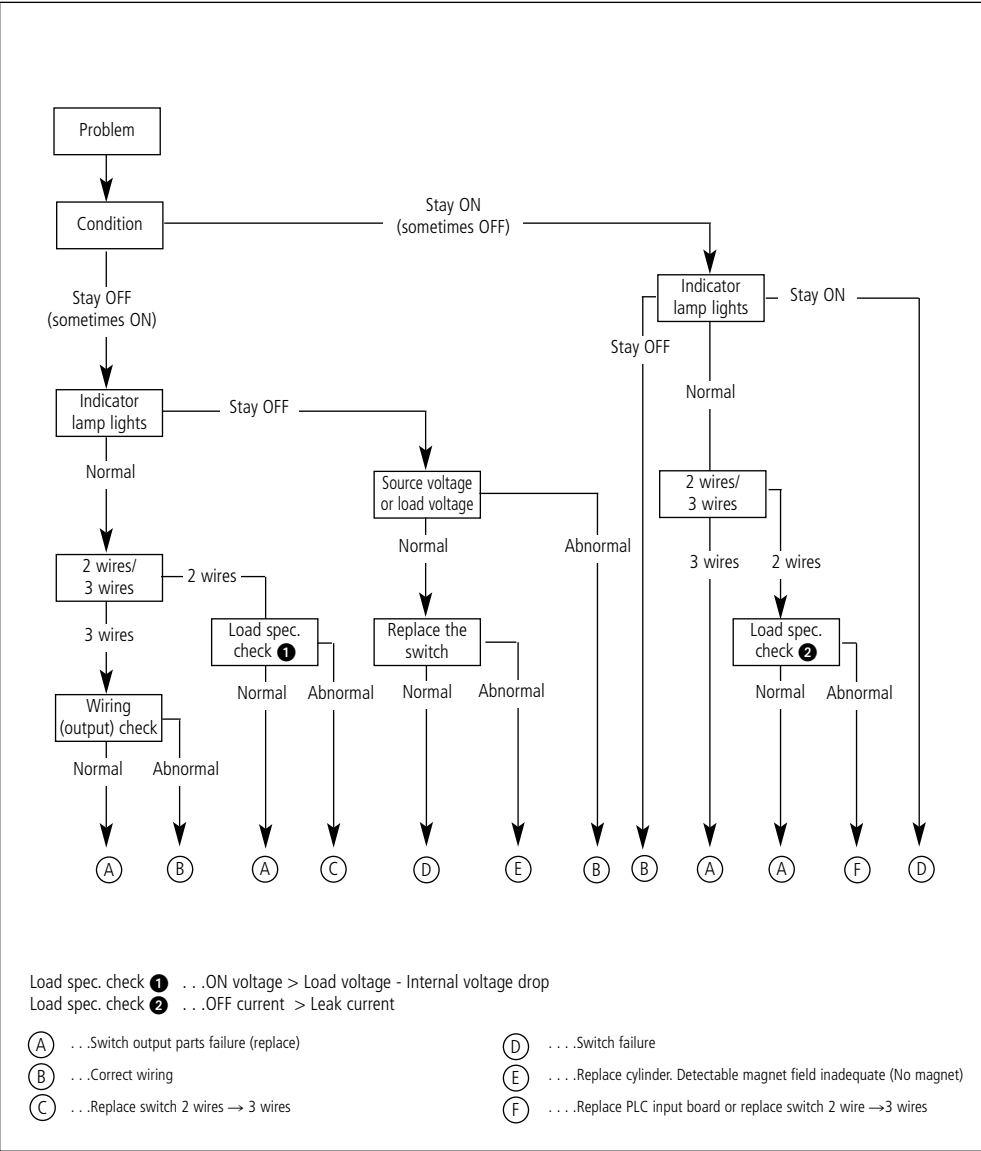 Problem
Condition
Stay ON
(sometimes OFF)
Stay OFF
(sometimes ON)
Indicator
lamp lights
Stay ON
Stay OFF
Normal
Indicator
lamp lights
Stay OFF
Normal
Source voltage
or load voltage
Normal
Abnormal
2 wires/
3 wires
3 wires
2 wires
2 wires/
3 wires
2 wires
3 wires
Load spec.
check ❶
Normal
Abnormal
Replace the
switch
Normal
Abnormal
Load spec.
check ❷
Normal
Abnormal
Wiring
(output) check
Normal
Abnormal
A B A C D E B B A A F D
Load spec. check ❶ . . .ON voltage > Load voltage - Internal voltage drop
Load spec. check ❷ . . .OFF current > Leak current
A . . .Switch output parts failure (replace)
B . . .Correct wiring
C . . .Replace switch 2 wires → 3 wires
D . . . .Switch failure
E . . . .Replace cylinder. Detectable magnet field inadequate (No magnet)
F . . . .Replace PLC input board or replace switch 2 wire →3 wires